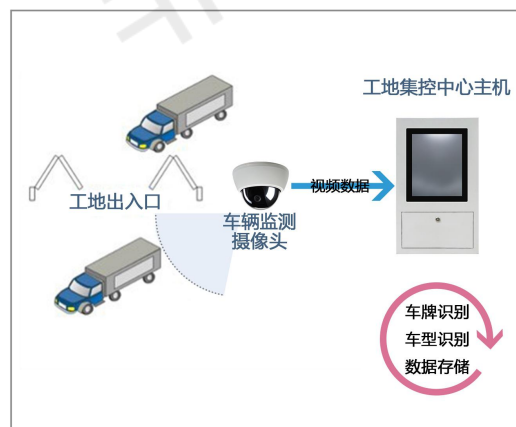 工地集控中心主机
视频数据
工地出入口
车辆监测
摄像头
车牌识别
车型识别
数据存储